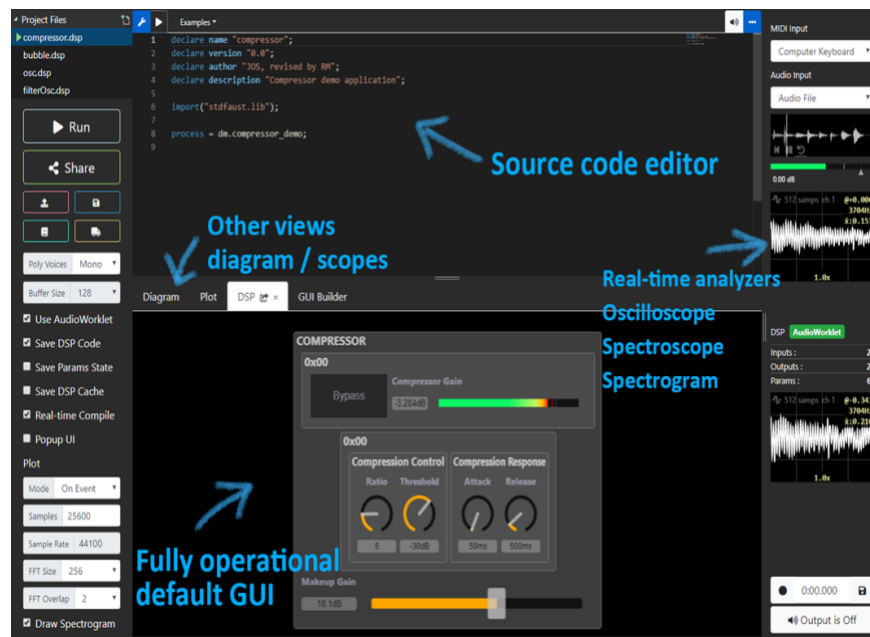 Project Files
compressor.dsp
bubble.dsp
osc.dsp
filterOsc.dsp
Run
Share
Poly Voices Mono
Buffer Size 128
Use AudioWorklet
Save DSP Code
Save Params State
Save DSP Cache
Real-time Compile
Popup UI
Plot
Mode On Event
Samples 25600
Sample Rate 44100
FFT Size 256
FFT Overlap 2
Draw Spectrogram
Examples
1 declare name "compressor";
2 declare version "0.0";
3 declare author "JOS, revised by RM";
4 declare description "Compressor demo application";
5
6 import("stdfaust.lib");
7
8 process = dm.compressor_demo;
9
Source code editor
Other views
diagram / scopes
Diagram Plot DSP × GUI Builder
COMPRESSOR
0x00
Bypass
Compressor Gain
-3.284dB
0x00
Compression Control Compression Response
Ratio Threshold Attack Release
5 -30dB 50ms 500ms
Makeup Gain
16.1dB
Fully operational
default GUI
Real-time analyzers
Oscilloscope
Spectroscope
Spectrogram
MIDI Input
Computer Keyboard
Audio Input
Audio File
0.00 dB
512 samps ch 1
3704H
1.0x
DSP AudioWorklet
Inputs : 2
Outputs : 2
Params : 6
512 samps ch 1
3704H
1.0x
0:00.000
Output is Off